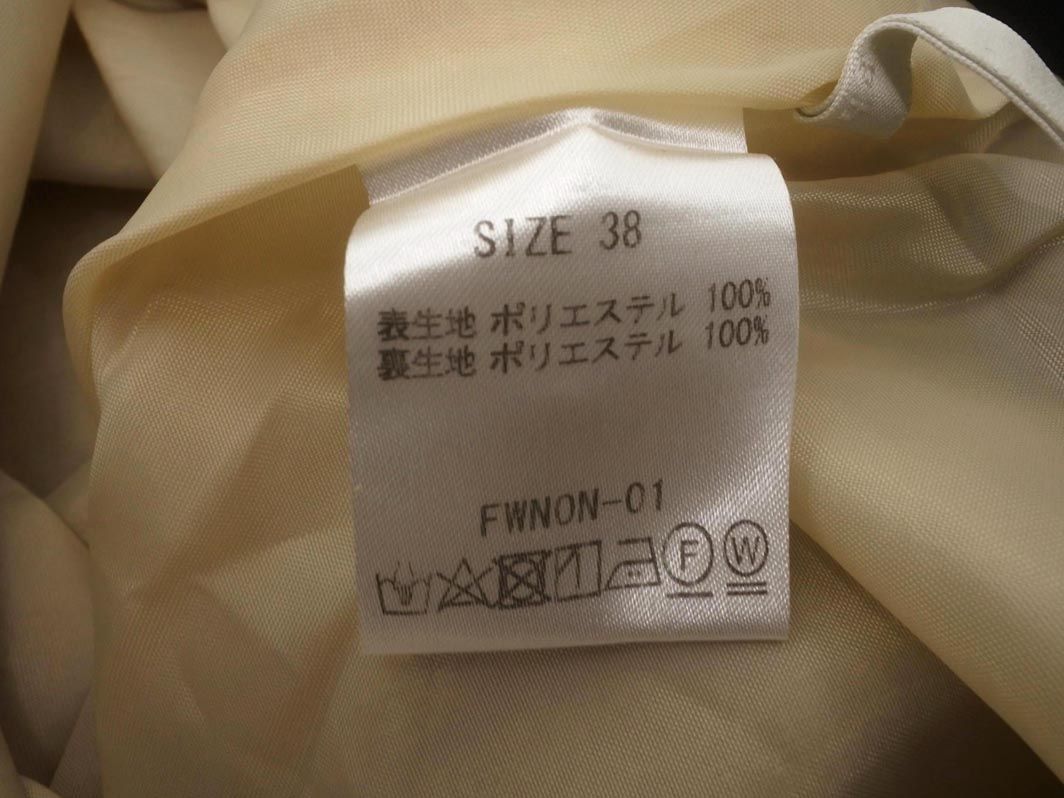 SIZE 38
表生地 ポリエステル 100%
裏生地 ポリエステル 100%
FWNON-01
F W